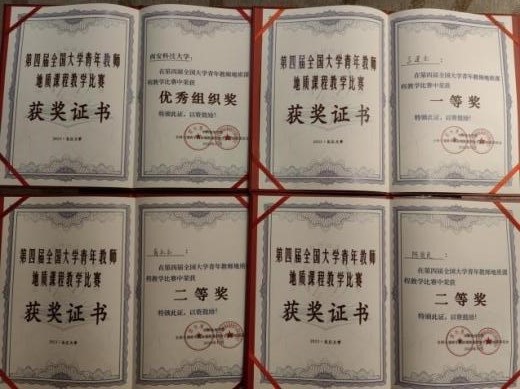 第四届全国大学青年教师
地质课程教学比赛
获奖证书
西安科技大学：
在第四届全国大学青年教师地质课
程教学比赛中荣获
优秀组织奖
特颁此证，以资鼓励！
第四届全国大学青年教师
地质课程教学比赛
获奖证书
在第四届全国大学青年教师地质课
程教学比赛中荣获
一等奖
特颁此证，以资鼓励！
第四届全国大学青年教师
地质课程教学比赛
获奖证书
在第四届全国大学青年教师地质课
程教学比赛中荣获
二等奖
特颁此证，以资鼓励！
第四届全国大学青年教师
地质课程教学比赛
获奖证书
在第四届全国大学青年教师地质课
程教学比赛中荣获
二等奖
特颁此证，以资鼓励！